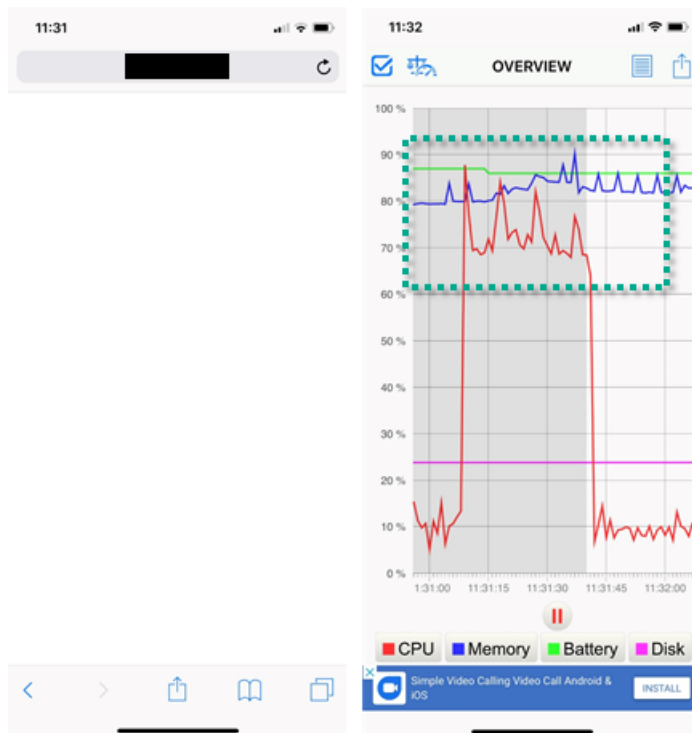 11:31
11:32
OVERVIEW
100 %
90 %
80 %
70 %
60 %
50 %
40 %
30 %
20 %
10 %
0 %
1:31:00 11:31:15 11:31:30 11:31:45 11:32:00
CPU Memory Battery Disk
Simple Video Calling Video Call Android &
iOS
INSTALL